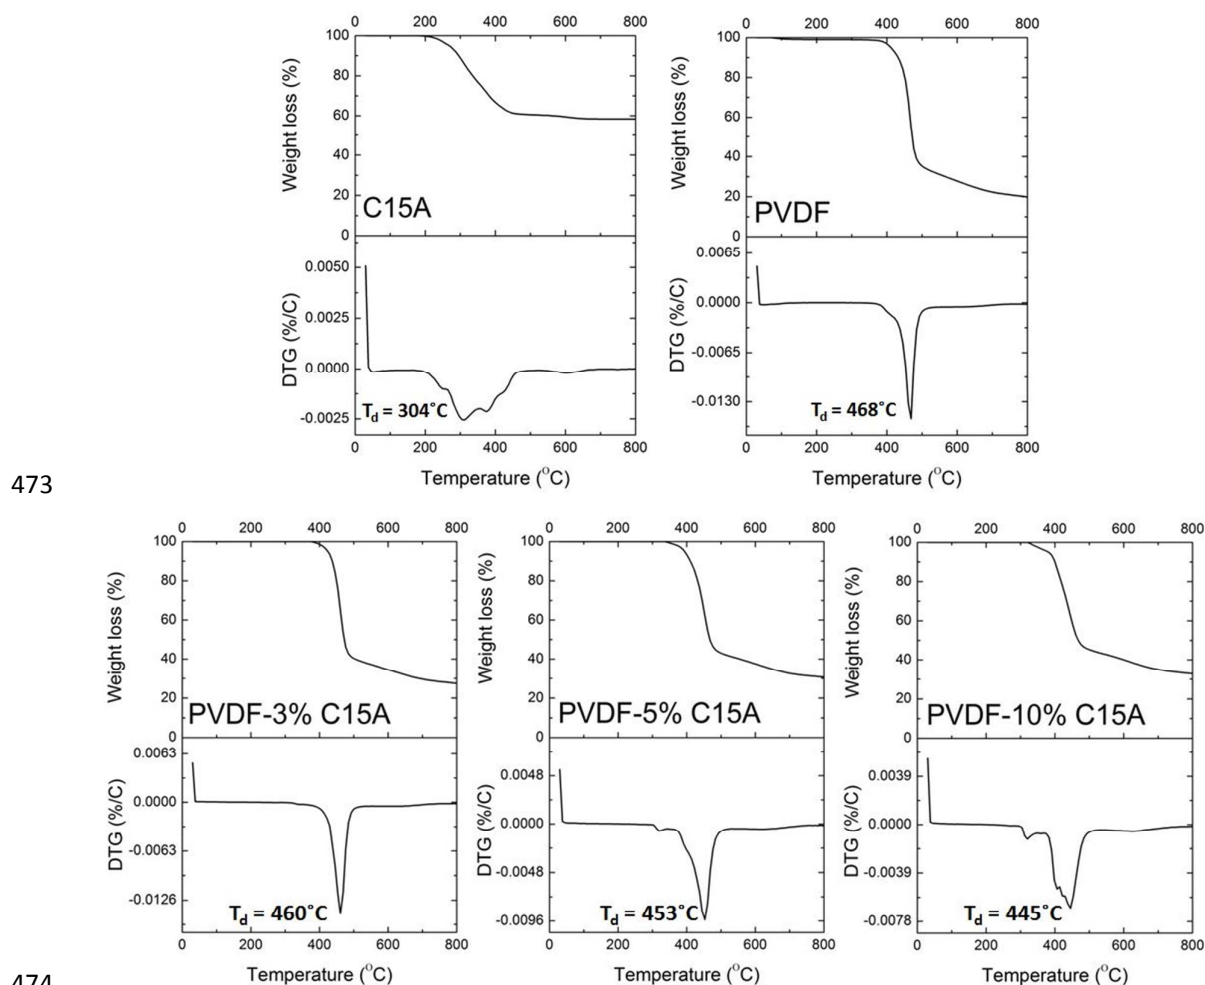 0 200 400 600 800
100
80
60
40
20
0
Weight loss (%)
C15A
0.0050
0.0025
0.0000
-0.0025
DTG (%/C)
Td = 304˚C
0 200 400 600 800
Temperature (°C)
0 200 400 600 800
100
80
60
40
20
0
Weight loss (%)
PVDF
0.0065
0.0000
-0.0065
-0.0130
DTG (%/C)
Td = 468˚C
0 200 400 600 800
Temperature (°C)
473
0 200 400 600 800
100
80
60
40
20
0
Weight loss (%)
PVDF-3% C15A
0.0063
0.0000
-0.0063
-0.0126
DTG (%/C)
Td = 460˚C
0 200 400 600 800
Temperature (°C)
0 200 400 600 800
100
80
60
40
20
0
Weight loss (%)
PVDF-5% C15A
0.0048
0.0000
-0.0048
-0.0096
DTG (%/C)
Td = 453˚C
0 200 400 600 800
Temperature (°C)
0 200 400 600 800
100
80
60
40
20
0
Weight loss (%)
PVDF-10% C15A
0.0039
0.0000
-0.0039
-0.0078
DTG (%/C)
Td = 445˚C
0 200 400 600 800
Temperature (°C)
474